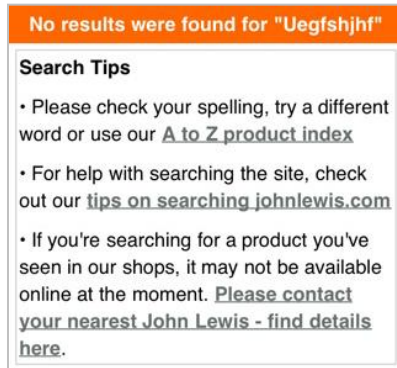 No results were found for "Uegfshjhf"
Search Tips
• Please check your spelling, try a different
word or use our A to Z product index
• For help with searching the site, check
out our tips on searching johnlewis.com
• If you're searching for a product you've
seen in our shops, it may not be available
online at the moment. Please contact
your nearest John Lewis - find details
here.